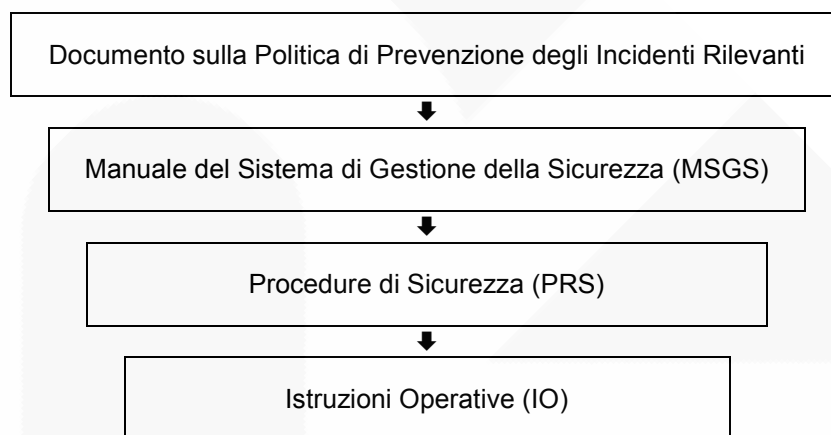 Documento sulla Politica di Prevenzione degli Incidenti Rilevanti
Manuale del Sistema di Gestione della Sicurezza (MSGS)
Procedure di Sicurezza (PRS)
Istruzioni Operative (IO)